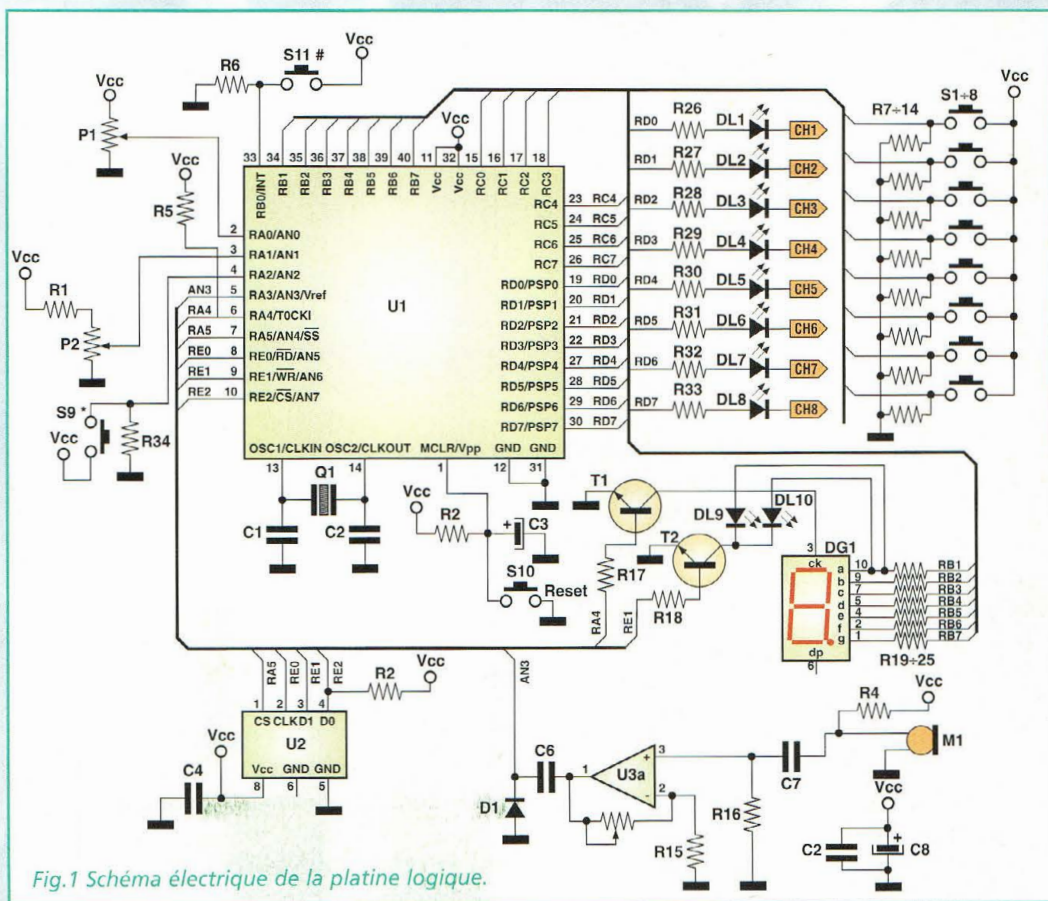 S11 #
Vcc
R6
Vcc
P1
Vcc
R5
Vcc
R1
P2
S9 *
Vcc
R34
33 34 35 36 37 38 39 40 11 32 15 16 17 18
RB0/INT
RB1
RB2
RB3
RB4
RB5
RB6
RB7
Vcc
Vcc
RC0
RC1
RC2
RC3
Vcc
2 RA0/AN0
3 RA1/AN1
4 RA2/AN2
AN3 5 RA3/AN3/Vref
RA4 6 RA4/T0CKI
RA5 7 RA5/AN4/SS
RE0 8 RE0/RD/AN5
RE1 9 RE1/WR/AN6
RE2 10 RE2/CS/AN7
U1
RC4 23 RC4
RC5 24 RC5
RC6 25 RC6
RC7 26 RC7
RD0/PSP0 19 RD0
RD1/PSP1 20 RD1
RD2/PSP2 21 RD2
RD3/PSP3 22 RD3
RD4/PSP4 27 RD4
RD5/PSP5 28 RD5
RD6/PSP6 29 RD6
RD7/PSP7 30 RD7
OSC1/CLKIN
OSC2/CLKOUT
MCLR/Vpp
GND
GND
13 14 1 12 31
RD0 R26 DL1 CH1
RD1 R27 DL2 CH2
RD2 R28 DL3 CH3
RD3 R29 DL4 CH4
RD4 R30 DL5 CH5
RD5 R31 DL6 CH6
RD6 R32 DL7 CH7
RD7 R33 DL8 CH8
R7÷14
S1÷8
Vcc
C1
Q1
C2
Vcc
R2
+ C3
S10
Reset
T1
T2
R17
R18
RA4
RE1
DL9
DL10
DG1
3
ck
a 10 RB1
b 9 RB2
c 7 RB3
d 5 RB4
e 4 RB5
f 2 RB6
g 1 RB7
dp
6
R19÷25
RA5
RE0
RE1
RE2
R2
Vcc
1 2 3 4
CS CLK D1 D0
U2
Vcc GND GND
8 6 5
Vcc
C4
AN3
D1
C6
1
U3a
+ 3
- 2
R15
R16
C7
R4
Vcc
M1
Vcc
C2
+ C8
Fig.1 Schéma électrique de la platine logique.